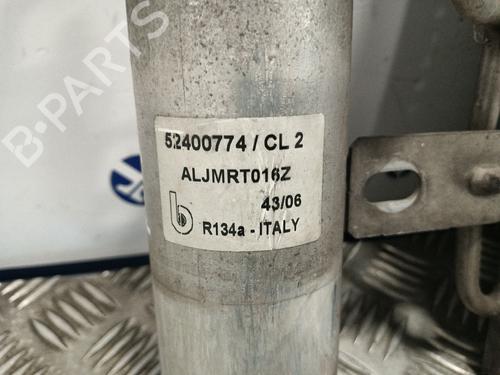 B-PARTS
52400774 / CL 2
ALJMRT016Z
b 43/06
R134a - ITALY